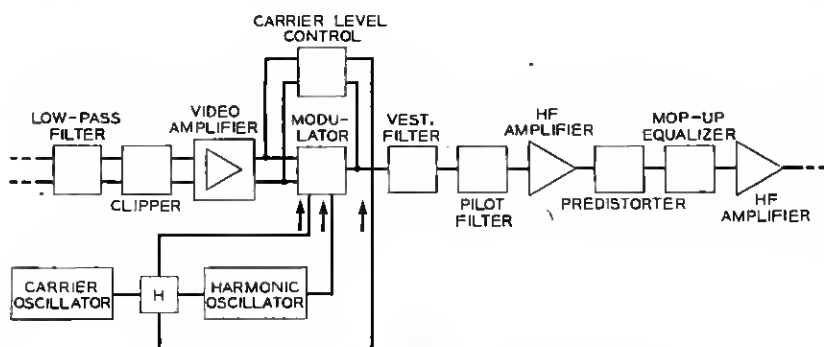 CARRIER LEVEL
CONTROL
LOW-PASS
FILTER
VIDEO
AMPLIFIER
MODU-
LATOR
VEST.
FILTER
HF
AMPLIFIER
MOP-UP
EQUALIZER
CLIPPER
PILOT
FILTER
PREDISTORTER
HF
AMPLIFIER
CARRIER
OSCILLATOR
H
HARMONIC
OSCILLATOR